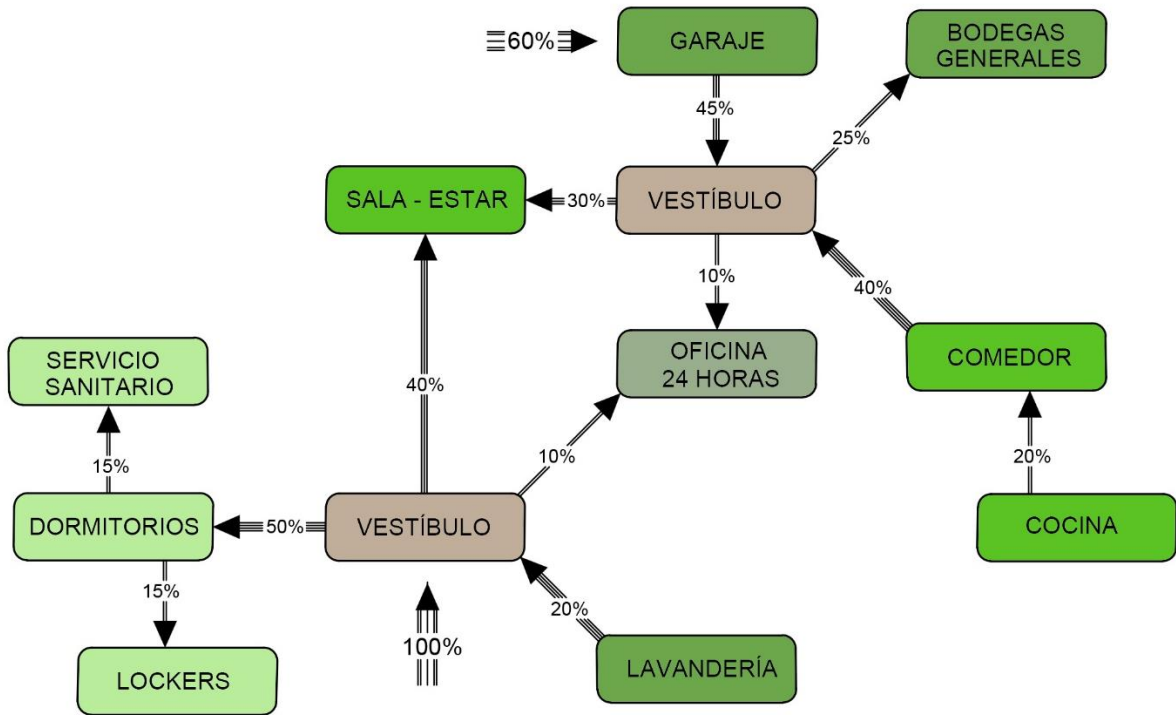 60%
GARAJE
BODEGAS
GENERALES
45%
25%
SALA - ESTAR
30%
VESTÍBULO
10%
40%
SERVICIO
SANITARIO
40%
OFICINA
24 HORAS
COMEDOR
15%
10%
20%
DORMITORIOS
50%
VESTÍBULO
COCINA
15%
20%
100%
LOCKERS
LAVANDERÍA